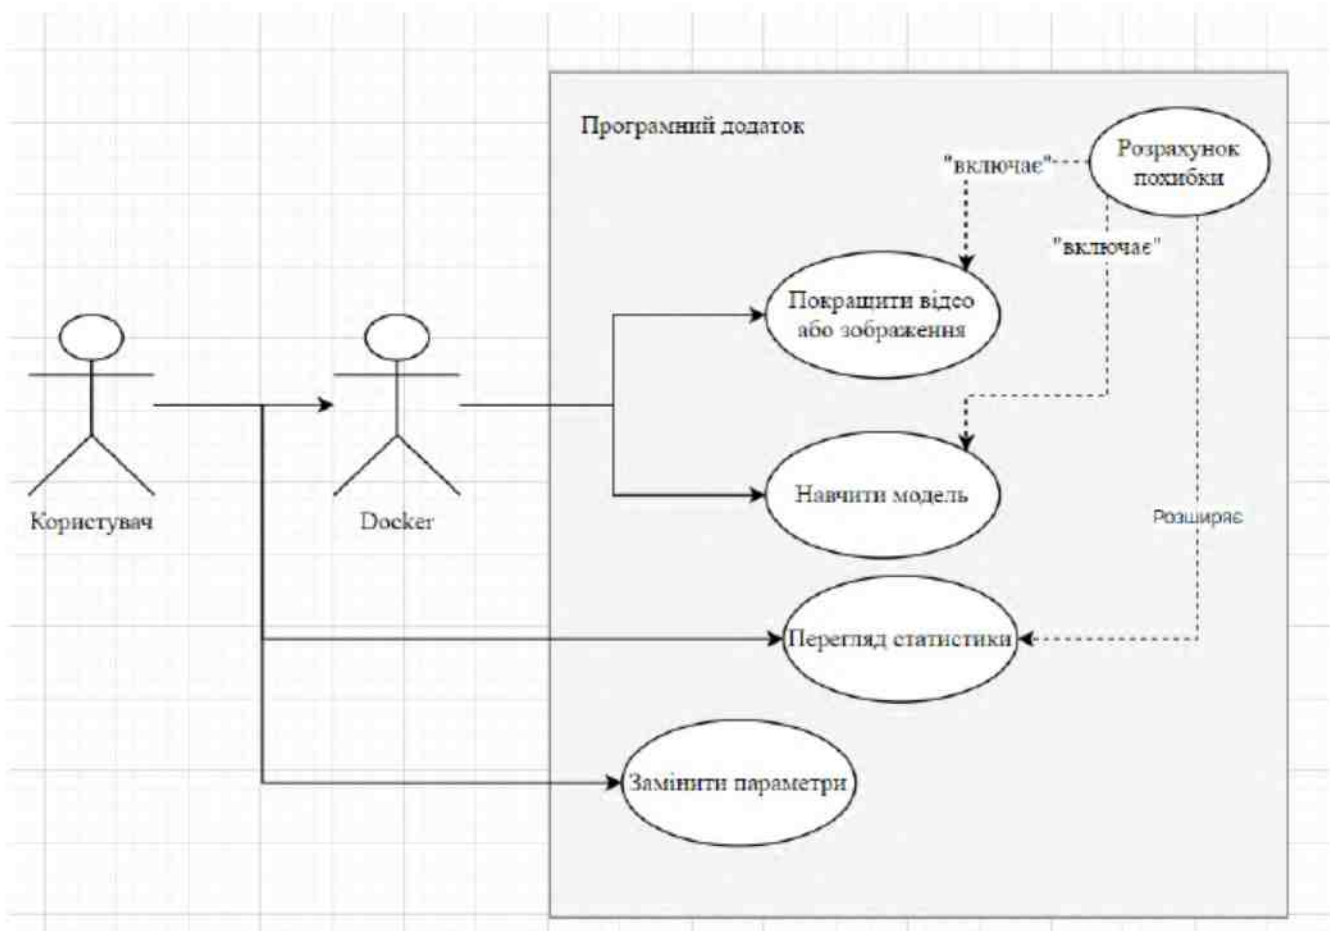 Програмний додаток
Розрахунок
похибки
"включає"
"включає"
Покращити відео
або зображення
Користувач
Docker
Навчити модель
Розширяє
Перегляд статистики
Замінити параметри